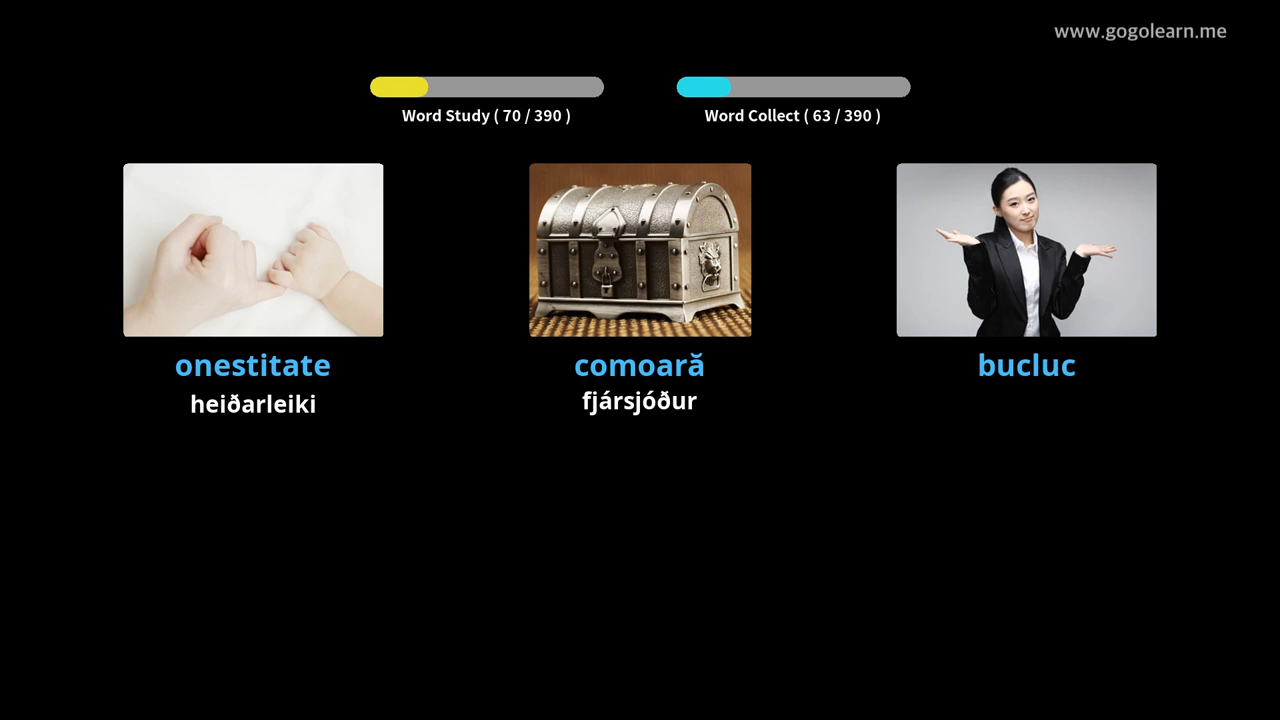 www.gogolearn.me
Word Study ( 70 / 390 )
Word Collect ( 63 / 390 )
onestitate
comoară
bucluc
heiðarleiki
fjársjóður